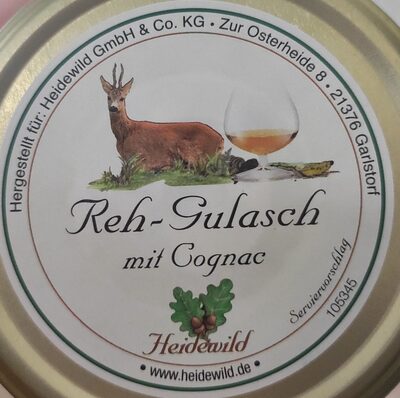 Hergestellt für: Heidewild GmbH & Co. KG • Zur Osterheide 8 • 21376 Garlstorf
Reh-Gulasch
mit Cognac
Serviervorschlag
105345
Heidewild
• www.heidewild.de •